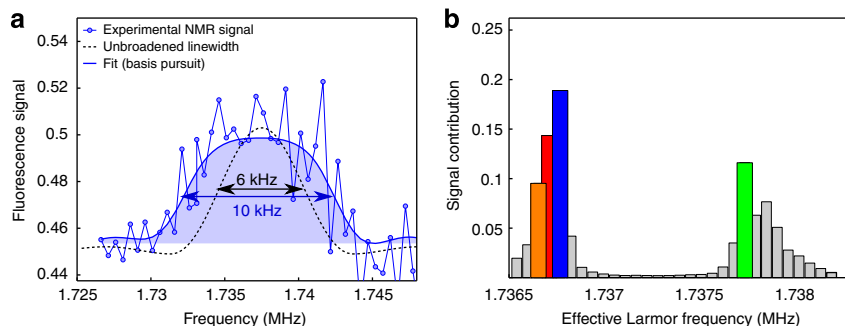 a
Experimental NMR signal
Unbroadened linewidth
Fit (basis pursuit)
0.54
0.52
0.5
0.48
0.46
0.44
Fluorescence signal
6 kHz
10 kHz
1.725
1.73
1.735
1.74
1.745
Frequency (MHz)
b
0.25
0.2
0.15
0.1
0.05
Signal contribution
1.7365
1.737
1.7375
1.738
Effective Larmor frequency (MHz)